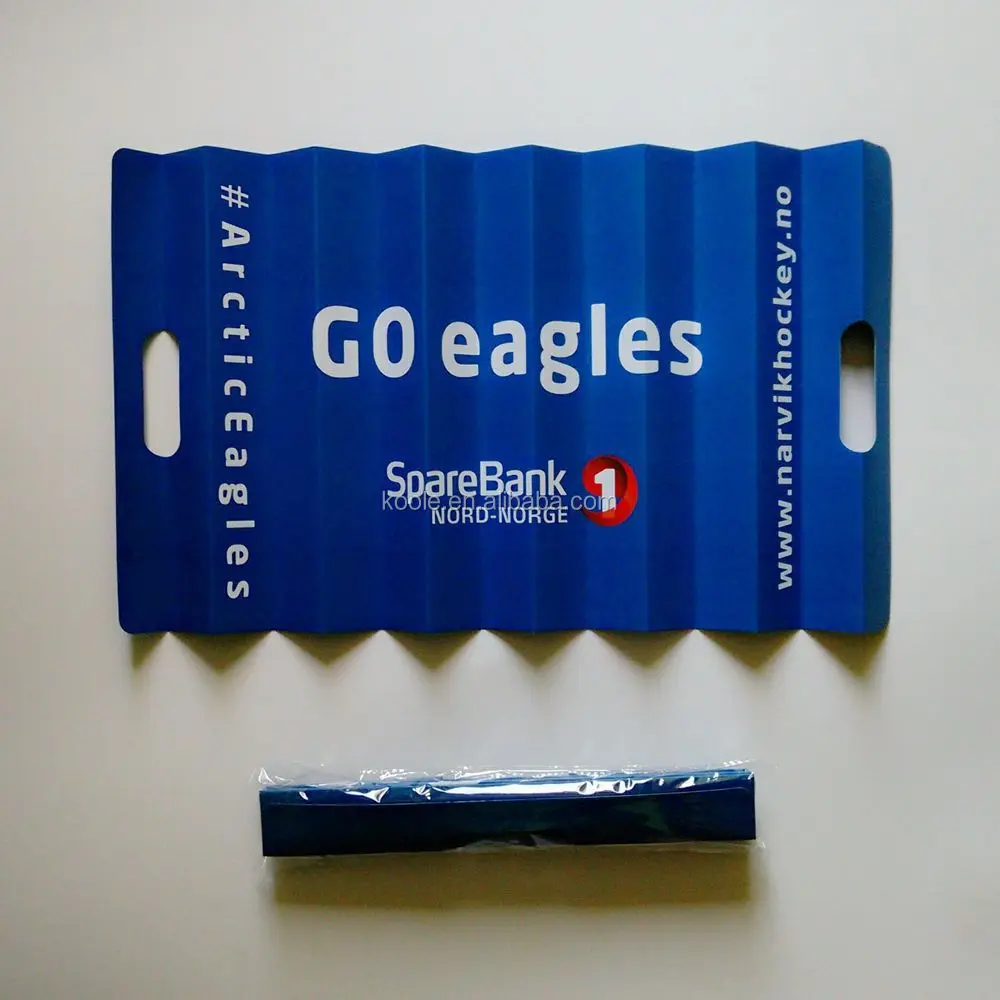 #ArcticEagles
GO eagles
SpareBank 1
NORD-NORGE
www.narvikhockey.no
koole.en.alibaba.com